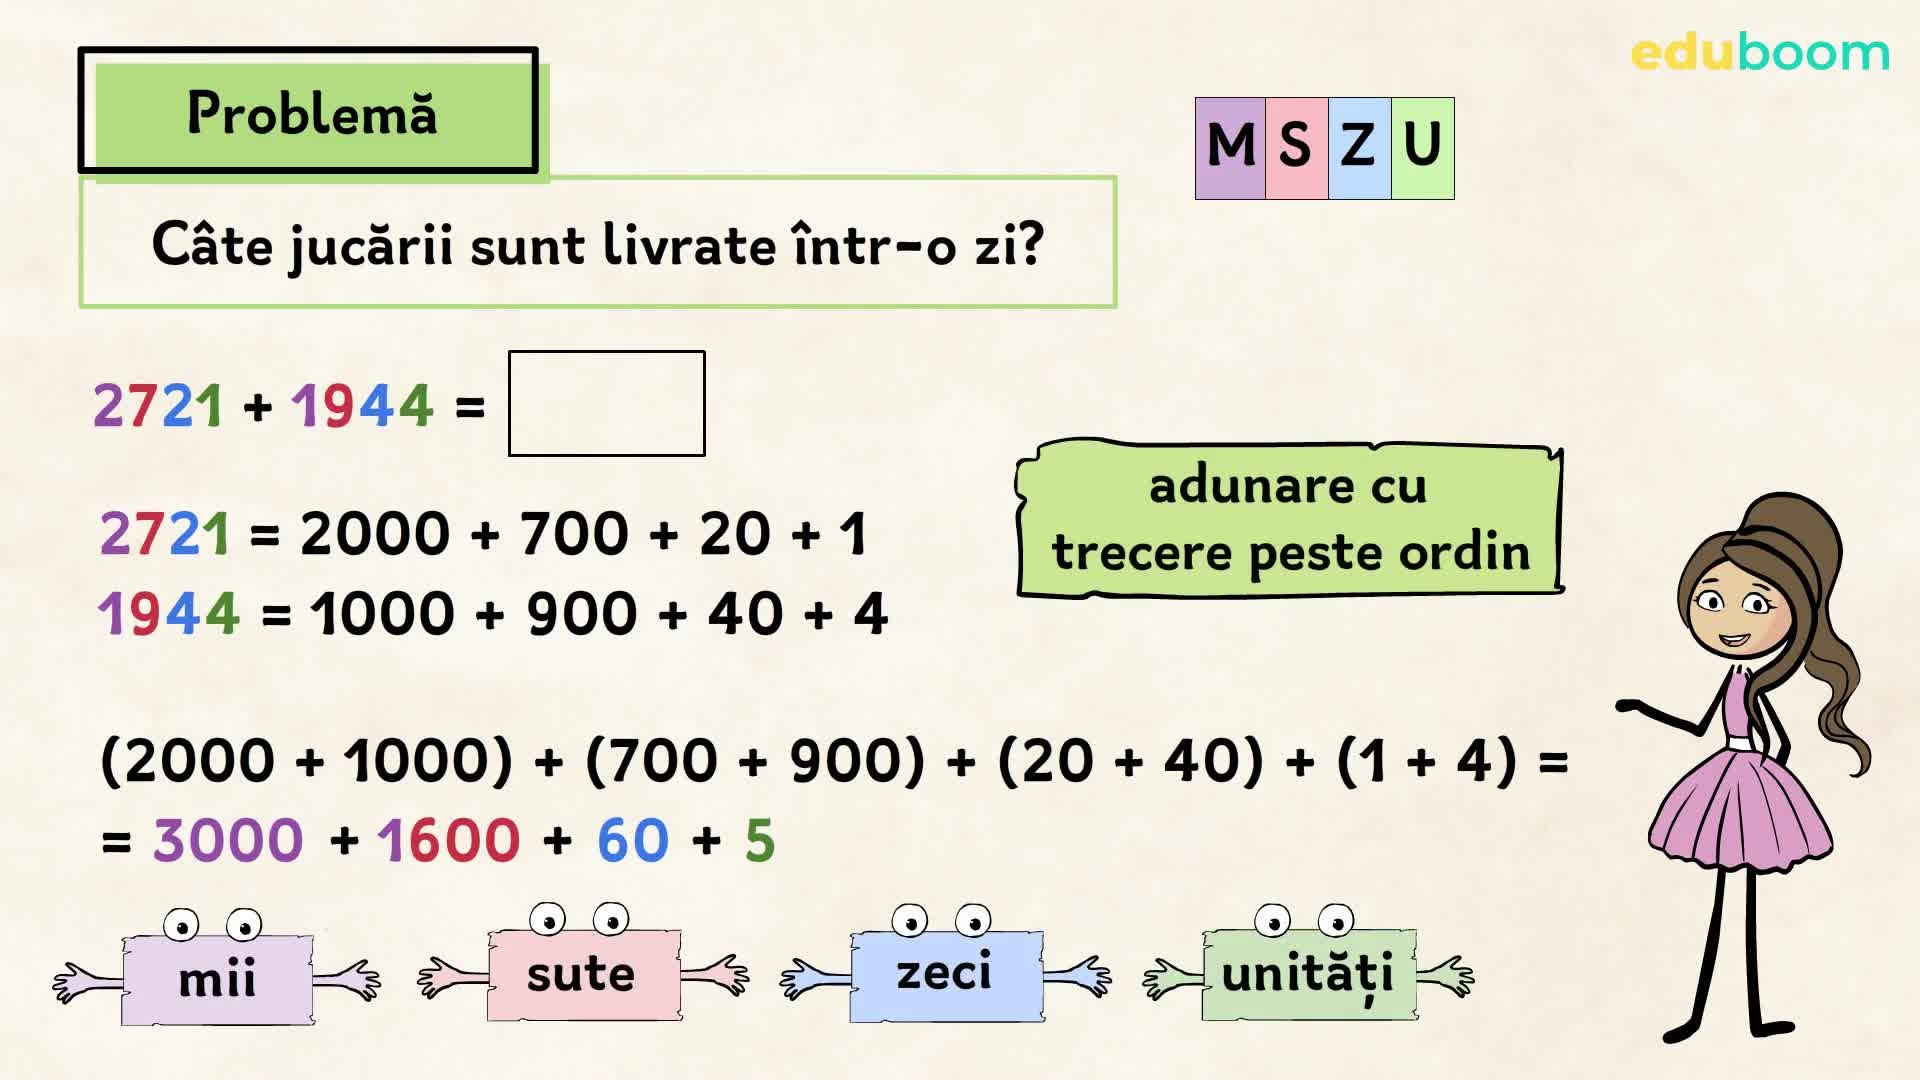 eduboom
Problemă
M S Z U
Câte jucării sunt livrate într-o zi?
2721 + 1944 =
2721 = 2000 + 700 + 20 + 1
1944 = 1000 + 900 + 40 + 4
adunare cu
trecere peste ordin
(2000 + 1000) + (700 + 900) + (20 + 40) + (1 + 4) =
= 3000 + 1600 + 60 + 5
mii
sute
zeci
unități